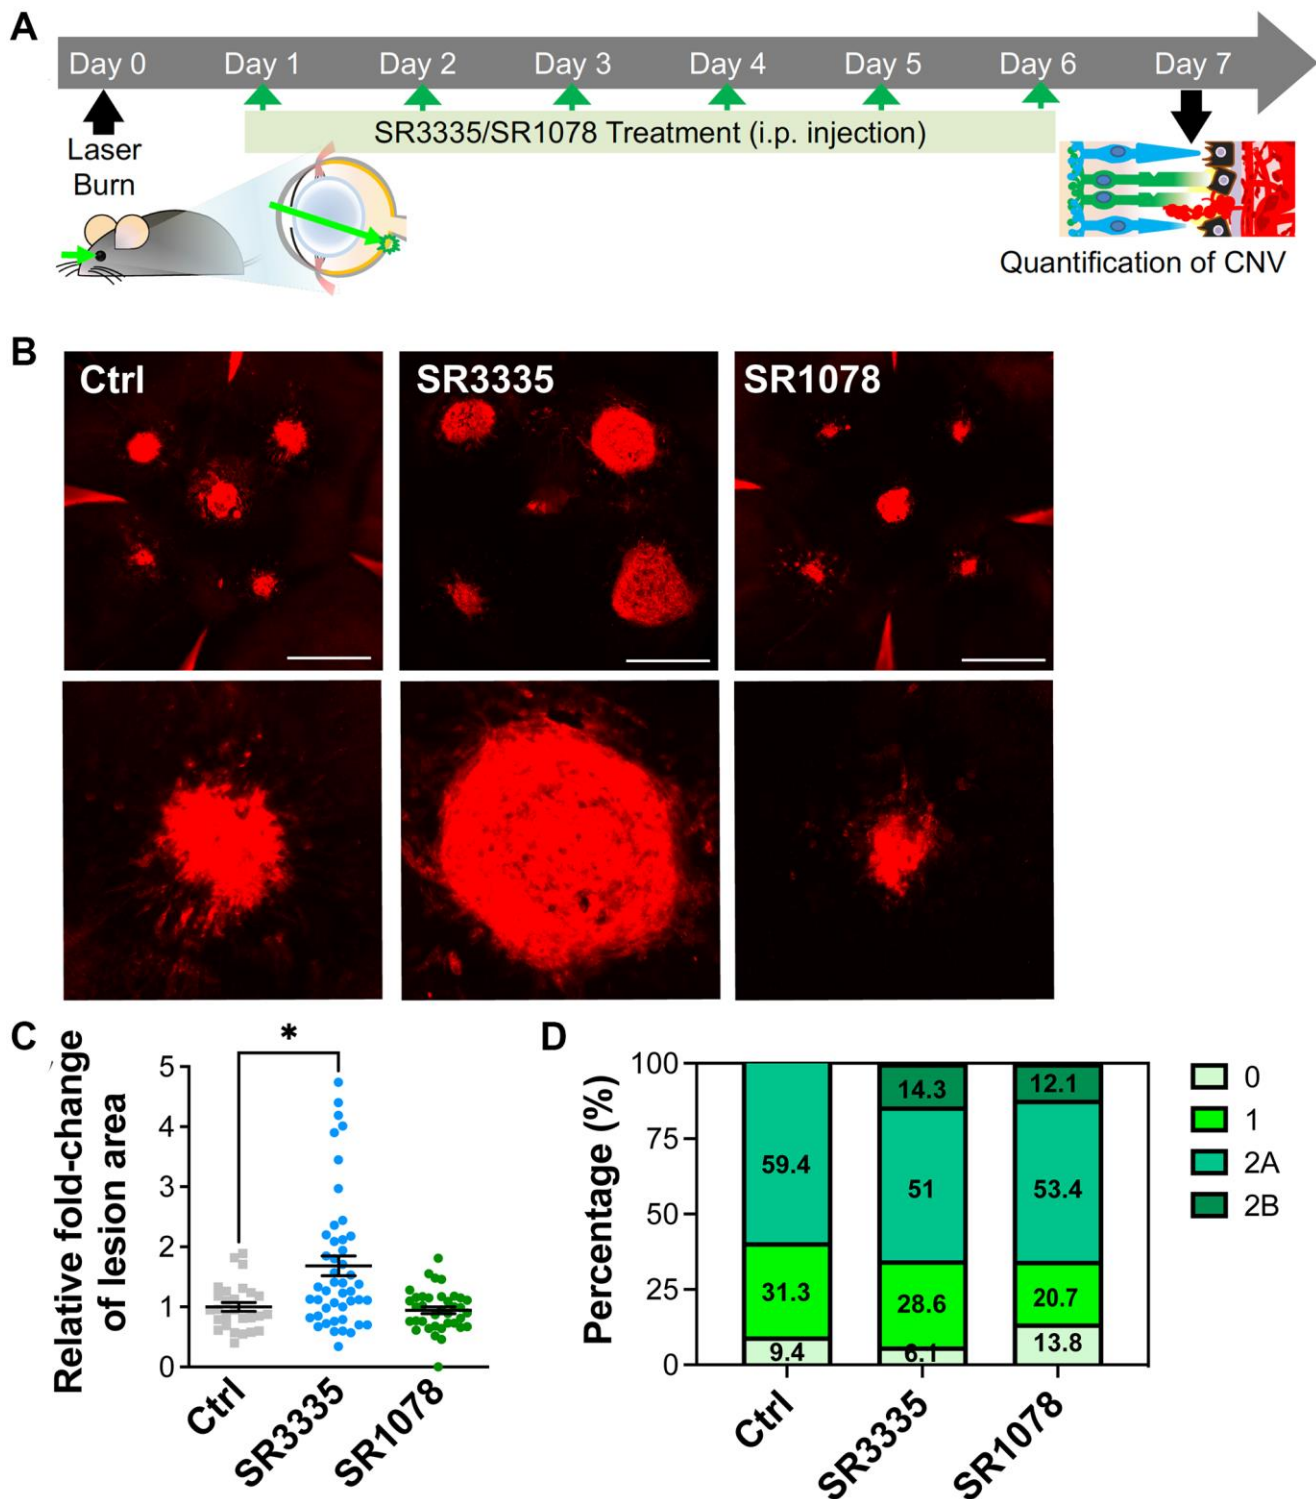 A
Day 0 Day 1 Day 2 Day 3 Day 4 Day 5 Day 6 Day 7
SR3335/SR1078 Treatment (i.p. injection)
Laser
Burn
Quantification of CNV
B
Ctrl SR3335 SR1078
C
Relative fold-change
of lesion area
*
5
4
3
2
1
0
Ctrl
SR3335
SR1078
D
Percentage (%)
100
75
50
25
0
59.4
31.3
9.4
14.3
51
28.6
6.1
12.1
53.4
20.7
13.8
Ctrl
SR3335
SR1078
0
1
2A
2B